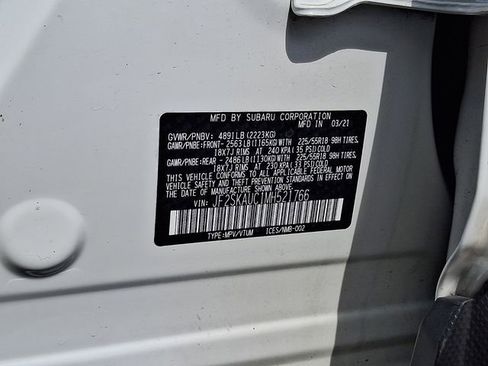 MFD BY SUBARU CORPORATION
MFD IN 03/21
GVWR/PNBV: 4891LB(2223KG)
GAWR/PNBE: FRONT- 2563LB(1165KG)WITH 225/55R18 98H TIRES,
18X7J RIMS AT 240 KPA(35 PSI)COLD
GAWR/PNBE: REAR - 2486LB(1130KG)WITH 225/55R18 98H TIRES,
18X7J RIMS AT 230 KPA(33 PSI)COLD
THIS VEHICLE CONFORMS TO ALL APPLICABLE FEDERAL MOTOR
VEHICLE SAFETY STANDARDS IN EFFECT ON THE
DATE OF MANUFACTURE SHOWN ABOVE.
VIN: JF2SKAUC1MH521766
TYPE:MPV/VTUM ICES/NMB-002